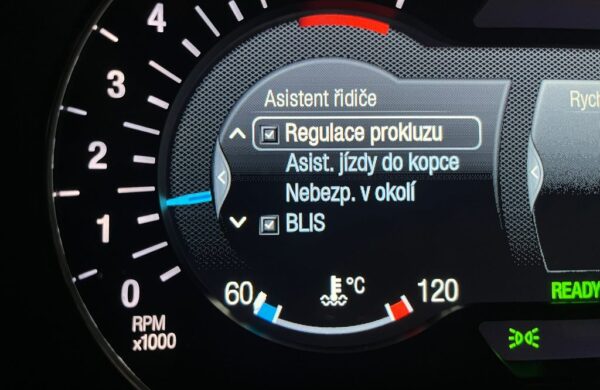 4
3
2
1
0
RPM
x1000
Asistent řidiče
Regulace prokluzu
Asist. jízdy do kopce
Nebezp. v okolí
BLIS
60
°C
120
Rych
READY